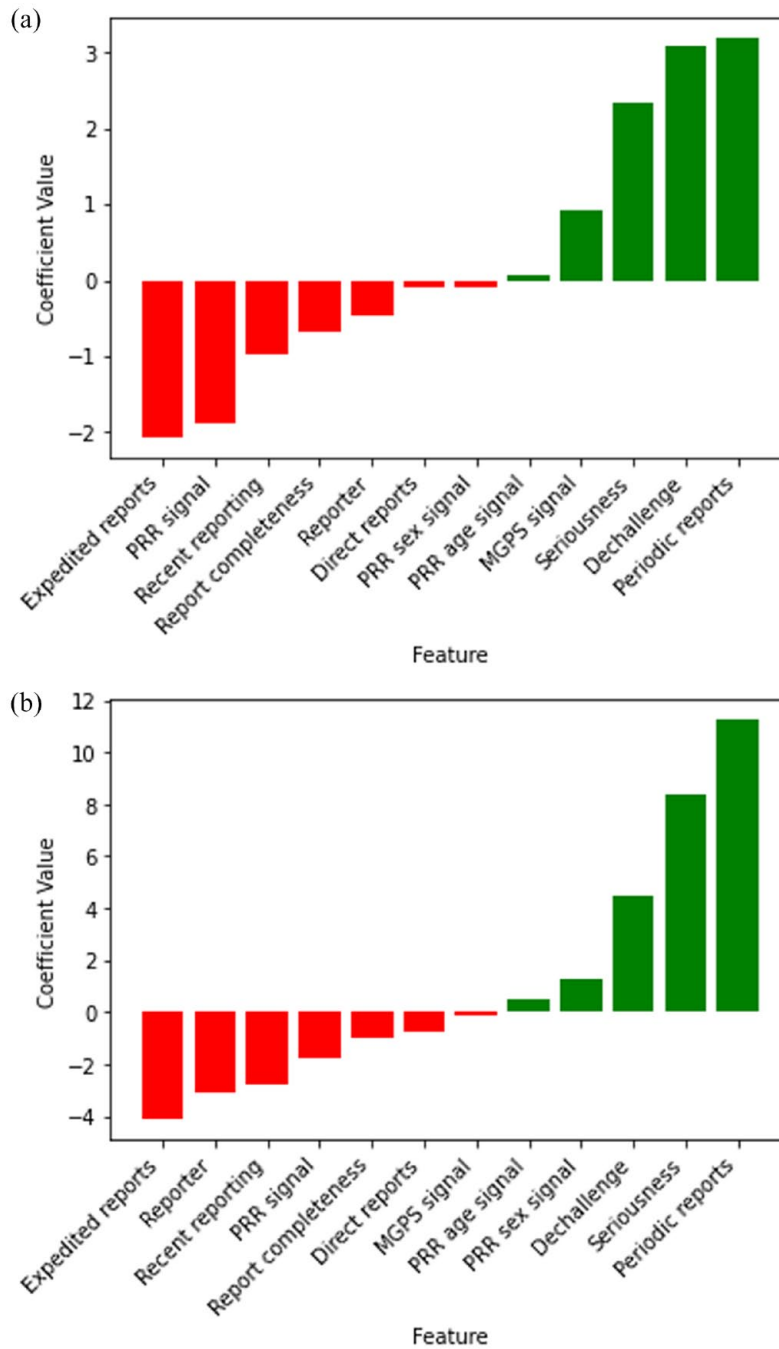 (a)
3
2
1
0
−1
−2
Coefficient Value
Expedited reports
PRR signal
Recent reporting
Report completeness
Reporter
Direct reports
PRR sex signal
PRR age signal
MGPS signal
Seriousness
Dechallenge
Periodic reports
Feature
(b)
12
10
8
6
4
2
0
−2
−4
Coefficient Value
Expedited reports
Reporter
Recent reporting
PRR signal
Report completeness
Direct reports
MGPS signal
PRR age signal
PRR sex signal
Dechallenge
Seriousness
Periodic reports
Feature